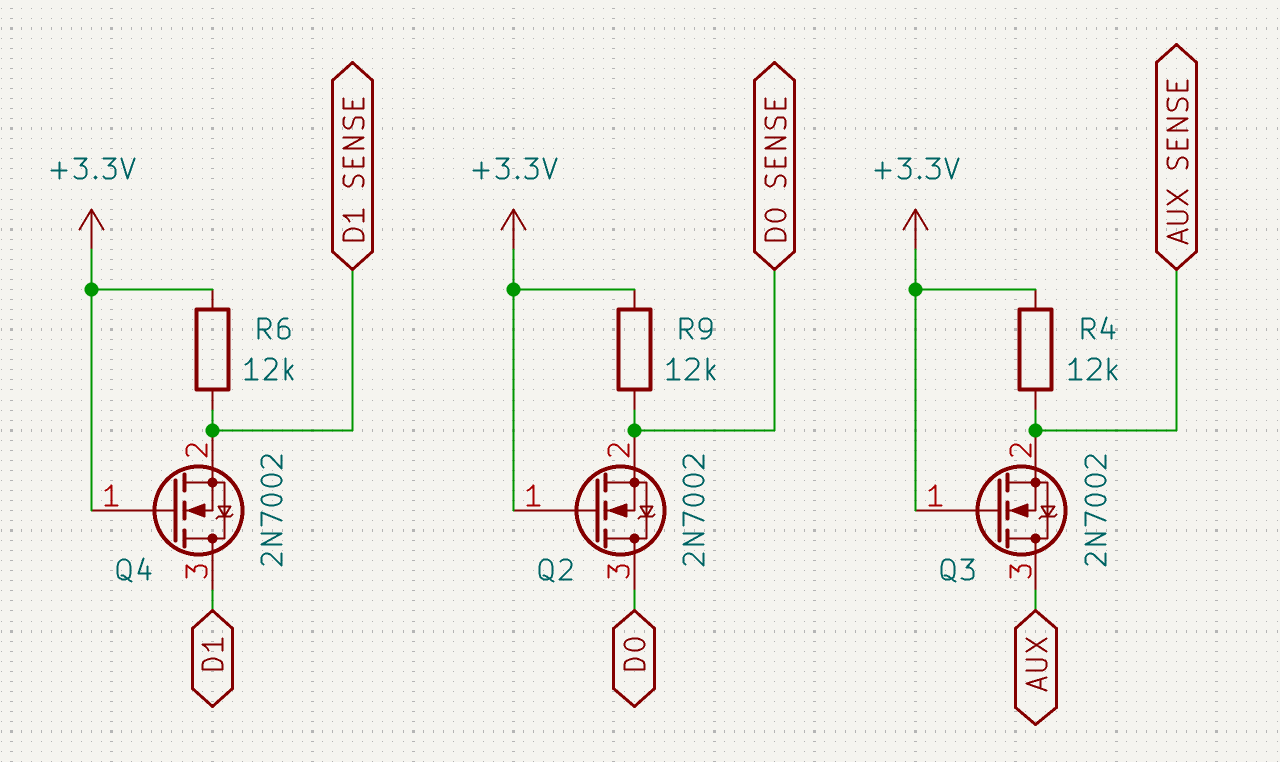 +3.3V
D1 SENSE
R6
12k
2
1
2N7002
Q4
3
D1
+3.3V
D0 SENSE
R9
12k
2
1
2N7002
Q2
3
D0
+3.3V
AUX SENSE
R4
12k
2
1
2N7002
Q3
3
AUX